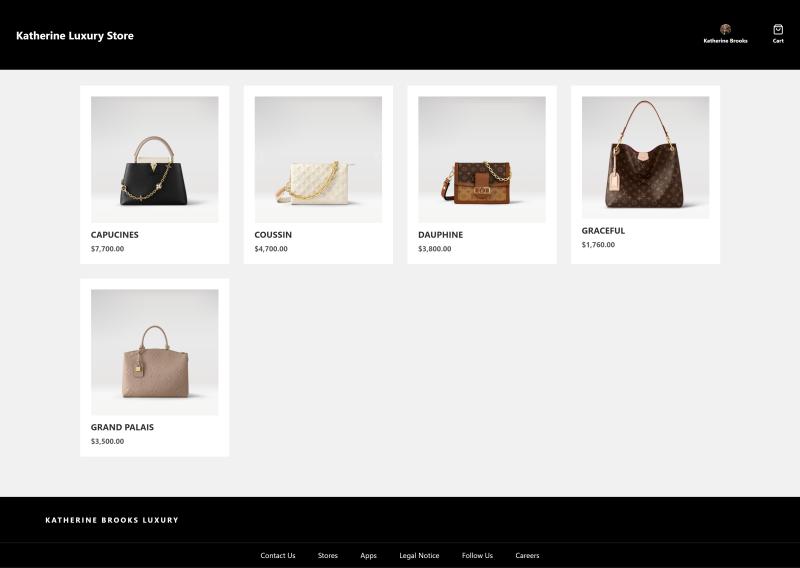 Katherine Luxury Store
Katherine Brooks
Cart
CAPUCINES
$7,700.00
COUSSIN
$4,700.00
DAUPHINE
$3,800.00
GRACEFUL
$1,760.00
GRAND PALAIS
$3,500.00
KATHERINE BROOKS LUXURY
Contact Us
Stores
Apps
Legal Notice
Follow Us
Careers